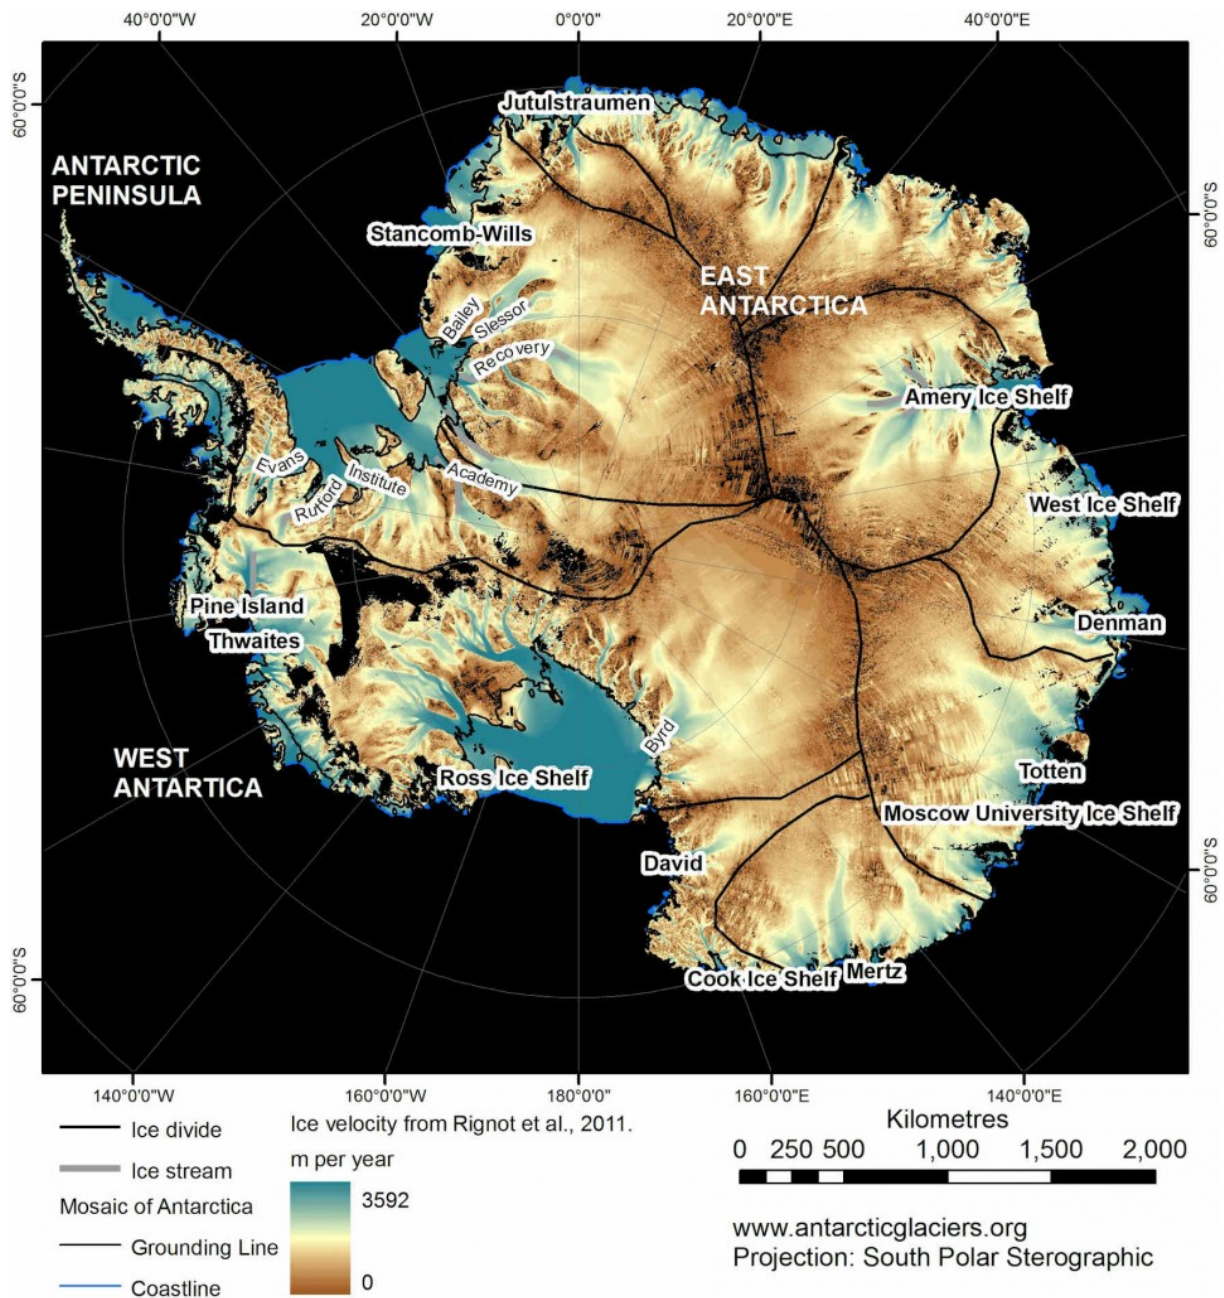 40°0'0"W 20°0'0"W 0°0'0" 20°0'0"E 40°0'0"E
60°0'0"S
60°0'0"S
Jutulstraumen
ANTARCTIC
PENINSULA
Stancomb-Wills
EAST
ANTARCTICA
Bailey
Slessor
Recovery
Amery Ice Shelf
Evans
Rutford
Institute
Academy
West Ice Shelf
Pine Island
Thwaites
Denman
Byrd
WEST
ANTARTICA
Ross Ice Shelf
Totten
Moscow University Ice Shelf
David
Cook Ice Shelf
Mertz
60°0'0"S
60°0'0"S
140°0'0"W 160°0'0"W 180°0'0" 160°0'0"E 140°0'0"E
Ice divide
Ice stream
Mosaic of Antarctica
Grounding Line
Coastline
Ice velocity from Rignot et al., 2011.
m per year
3592
0
Kilometres
0 250 500 1,000 1,500 2,000
www.antarcticglaciers.org
Projection: South Polar Sterographic